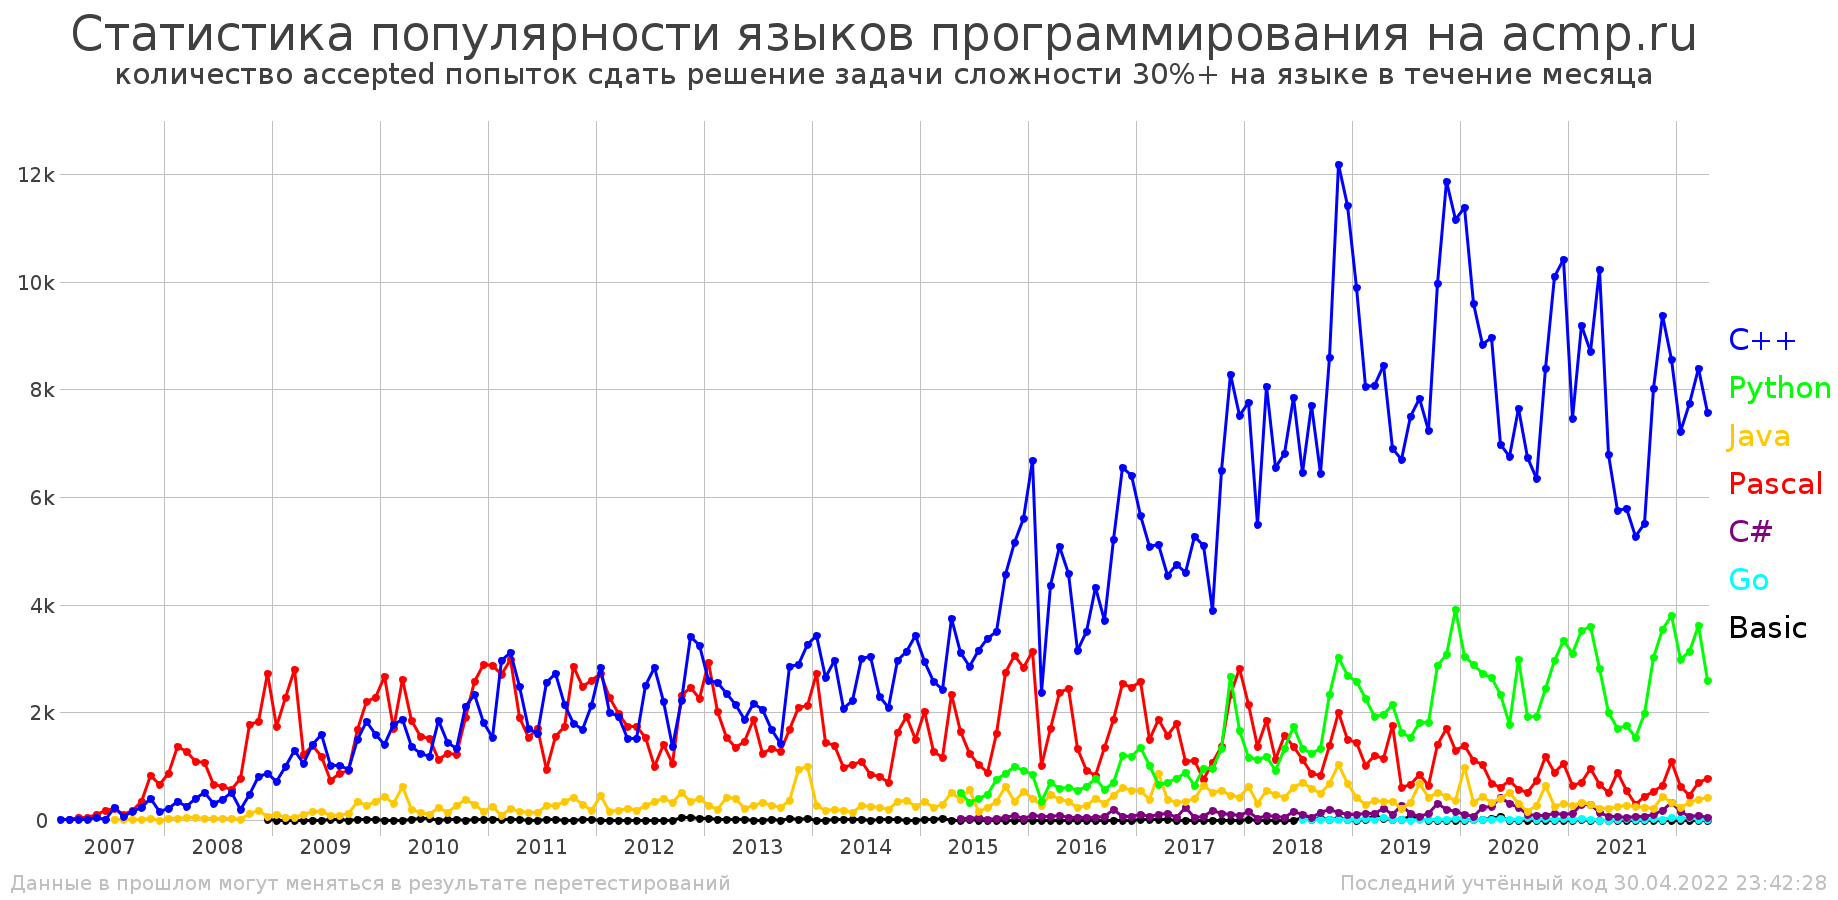 Статистика популярности языков программирования на acmp.ru
количество accepted попыток сдать решение задачи сложности 30%+ на языке в течение месяца
12k
10k
8k
6k
4k
2k
0
2007 2008 2009 2010 2011 2012 2013 2014 2015 2016 2017 2018 2019 2020 2021
C++
Python
Java
Pascal
C#
Go
Basic
Данные в прошлом могут меняться в результате перетестирований
Последний учтённый код 30.04.2022 23:42:28